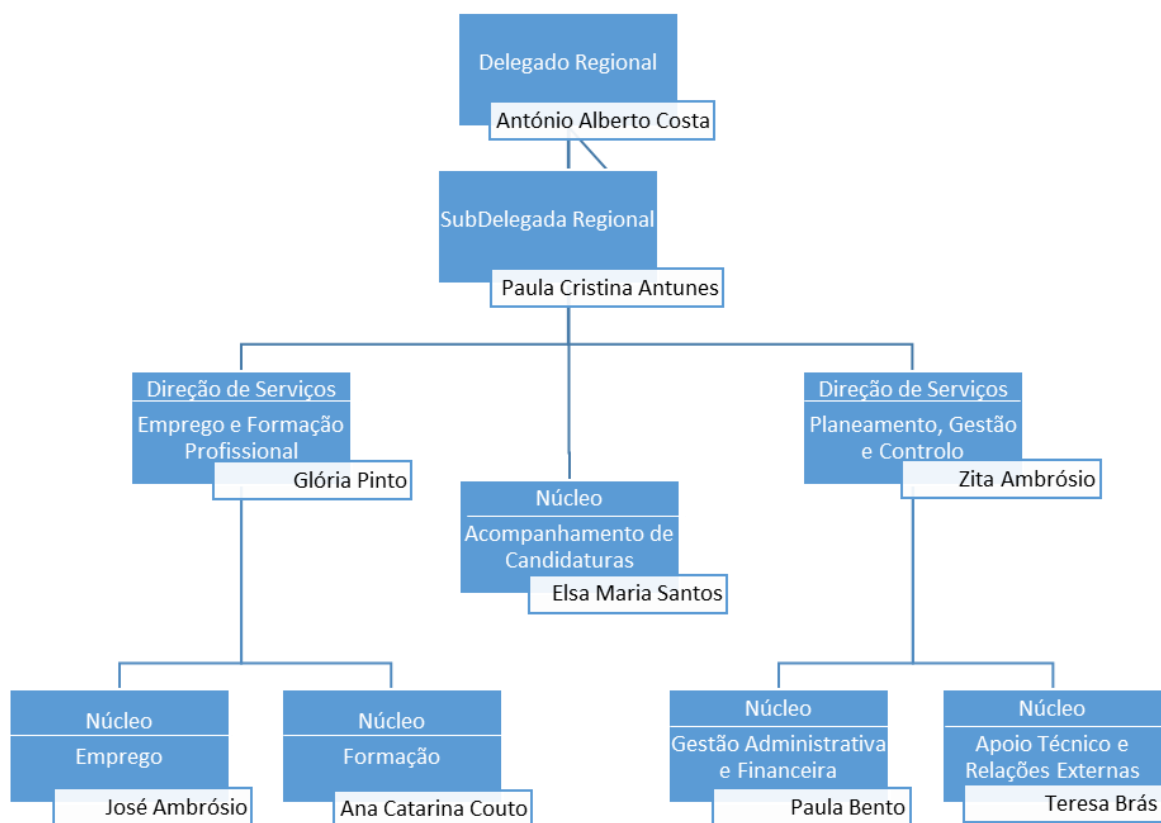 Delegado Regional
António Alberto Costa
SubDelegada Regional
Paula Cristina Antunes
Direção de Serviços
Emprego e Formação
Profissional
Glória Pinto
Núcleo
Acompanhamento de
Candidaturas
Elsa Maria Santos
Direção de Serviços
Planeamento, Gestão
e Controlo
Zita Ambrósio
Núcleo
Emprego
José Ambrósio
Núcleo
Formação
Ana Catarina Couto
Núcleo
Gestão Administrativa
e Financeira
Paula Bento
Núcleo
Apoio Técnico e
Relações Externas
Teresa Brás